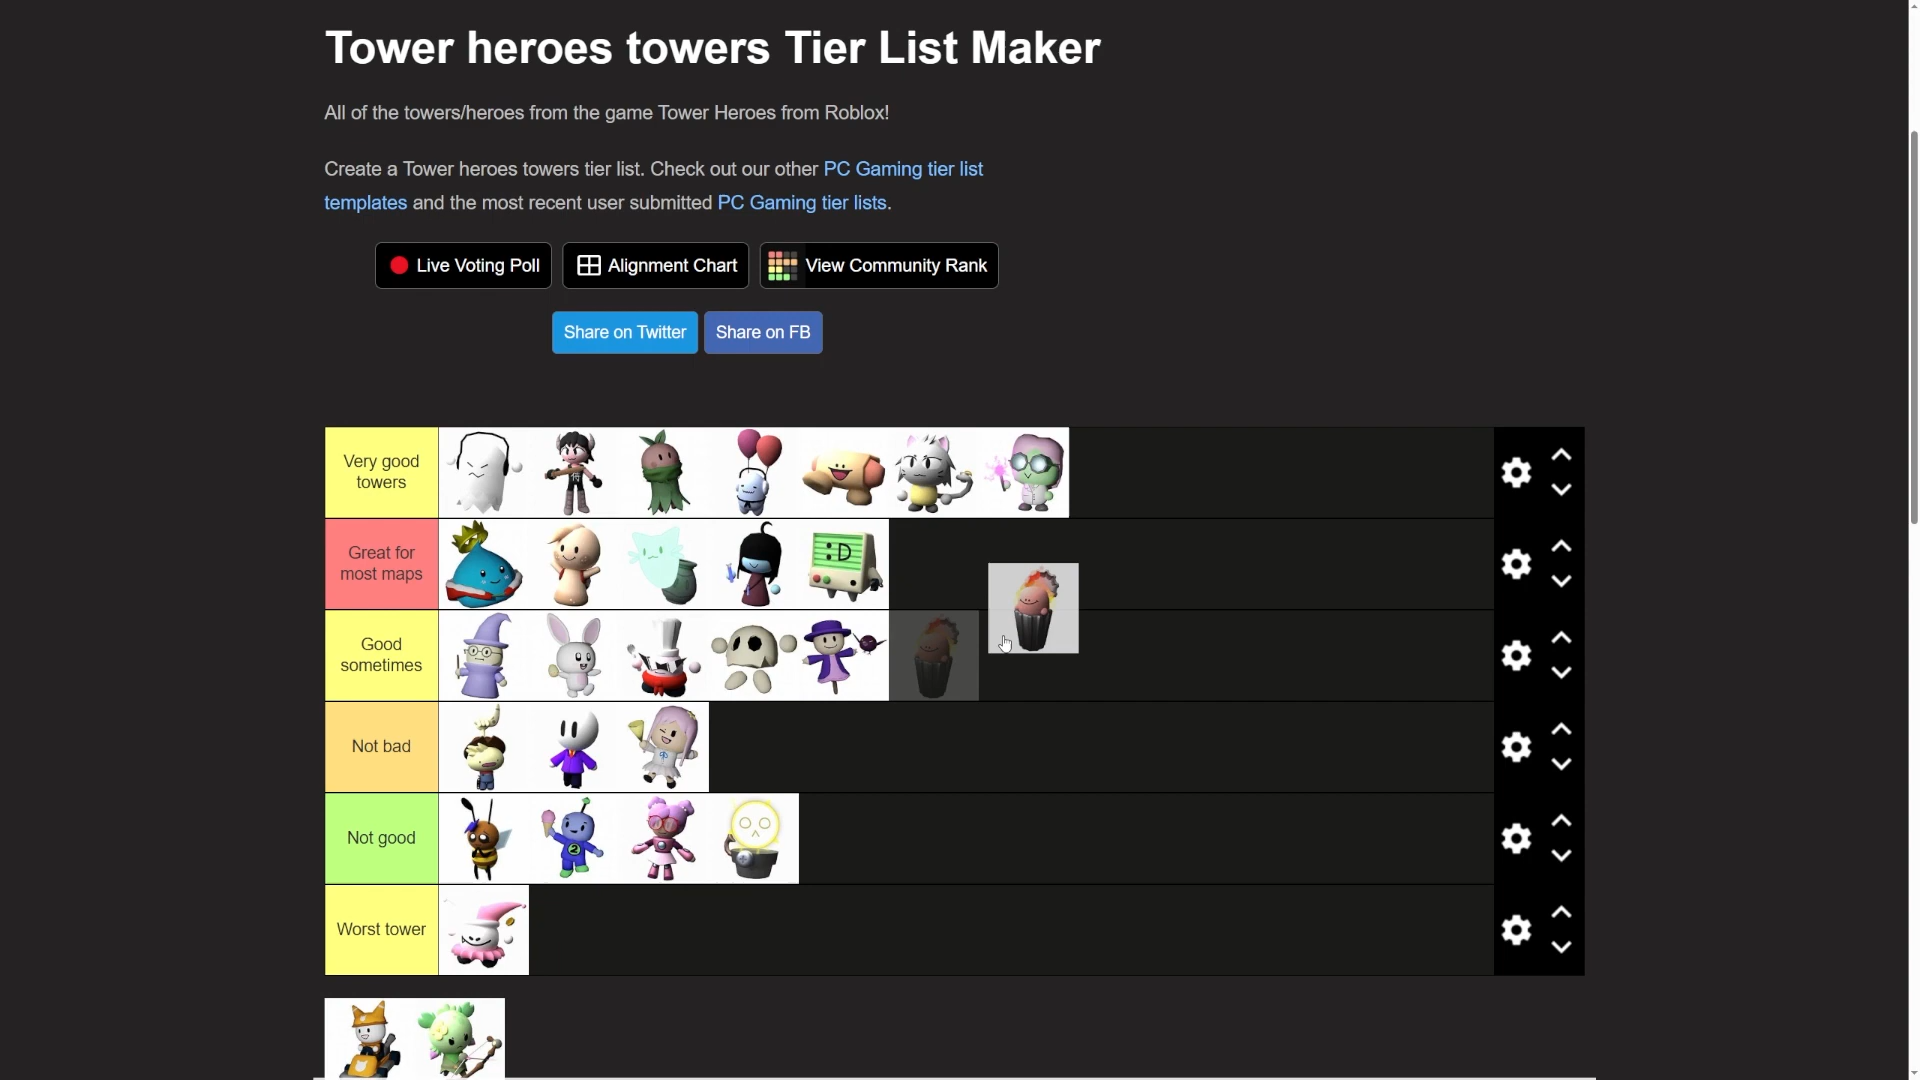 Tower heroes towers Tier List Maker
All of the towers/heroes from the game Tower Heroes from Roblox!
Create a Tower heroes towers tier list. Check out our other PC Gaming tier list
templates and the most recent user submitted PC Gaming tier lists.
Live Voting Poll
Alignment Chart
View Community Rank
Share on Twitter
Share on FB
Very good
towers
Great for
most maps
:D
Good
sometimes
Not bad
Not good
2
Worst tower